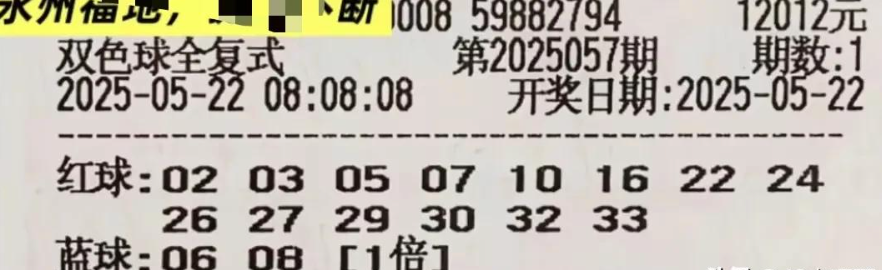 永州福地, 不断
0008 59882794 12012元
双色球全复式 第2025057期 期数:1
2025-05-22 08:08:08 开奖日期:2025-05-22
红球:02 03 05 07 10 16 22 24
26 27 29 30 32 33
蓝球:06 08 [1倍]